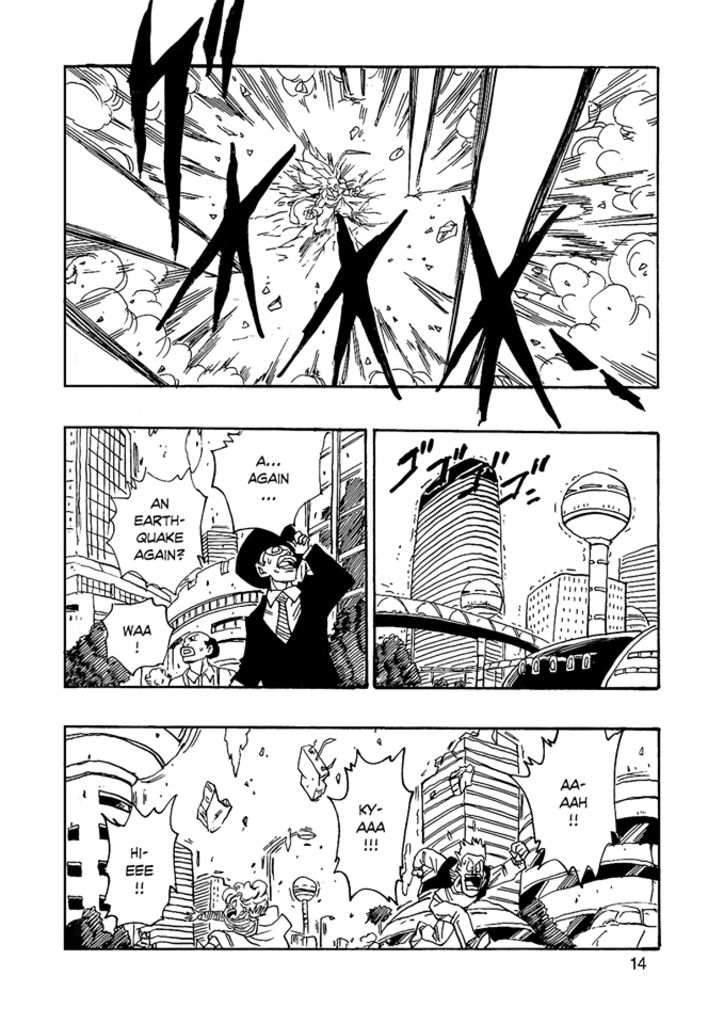 ゴゴゴゴ
A...
AGAIN
...
AN
EARTH-
QUAKE
AGAIN?
WAA
!
AA-
AAH
!!
KY-
AAA
!!!
HI-
EEE
!!
14